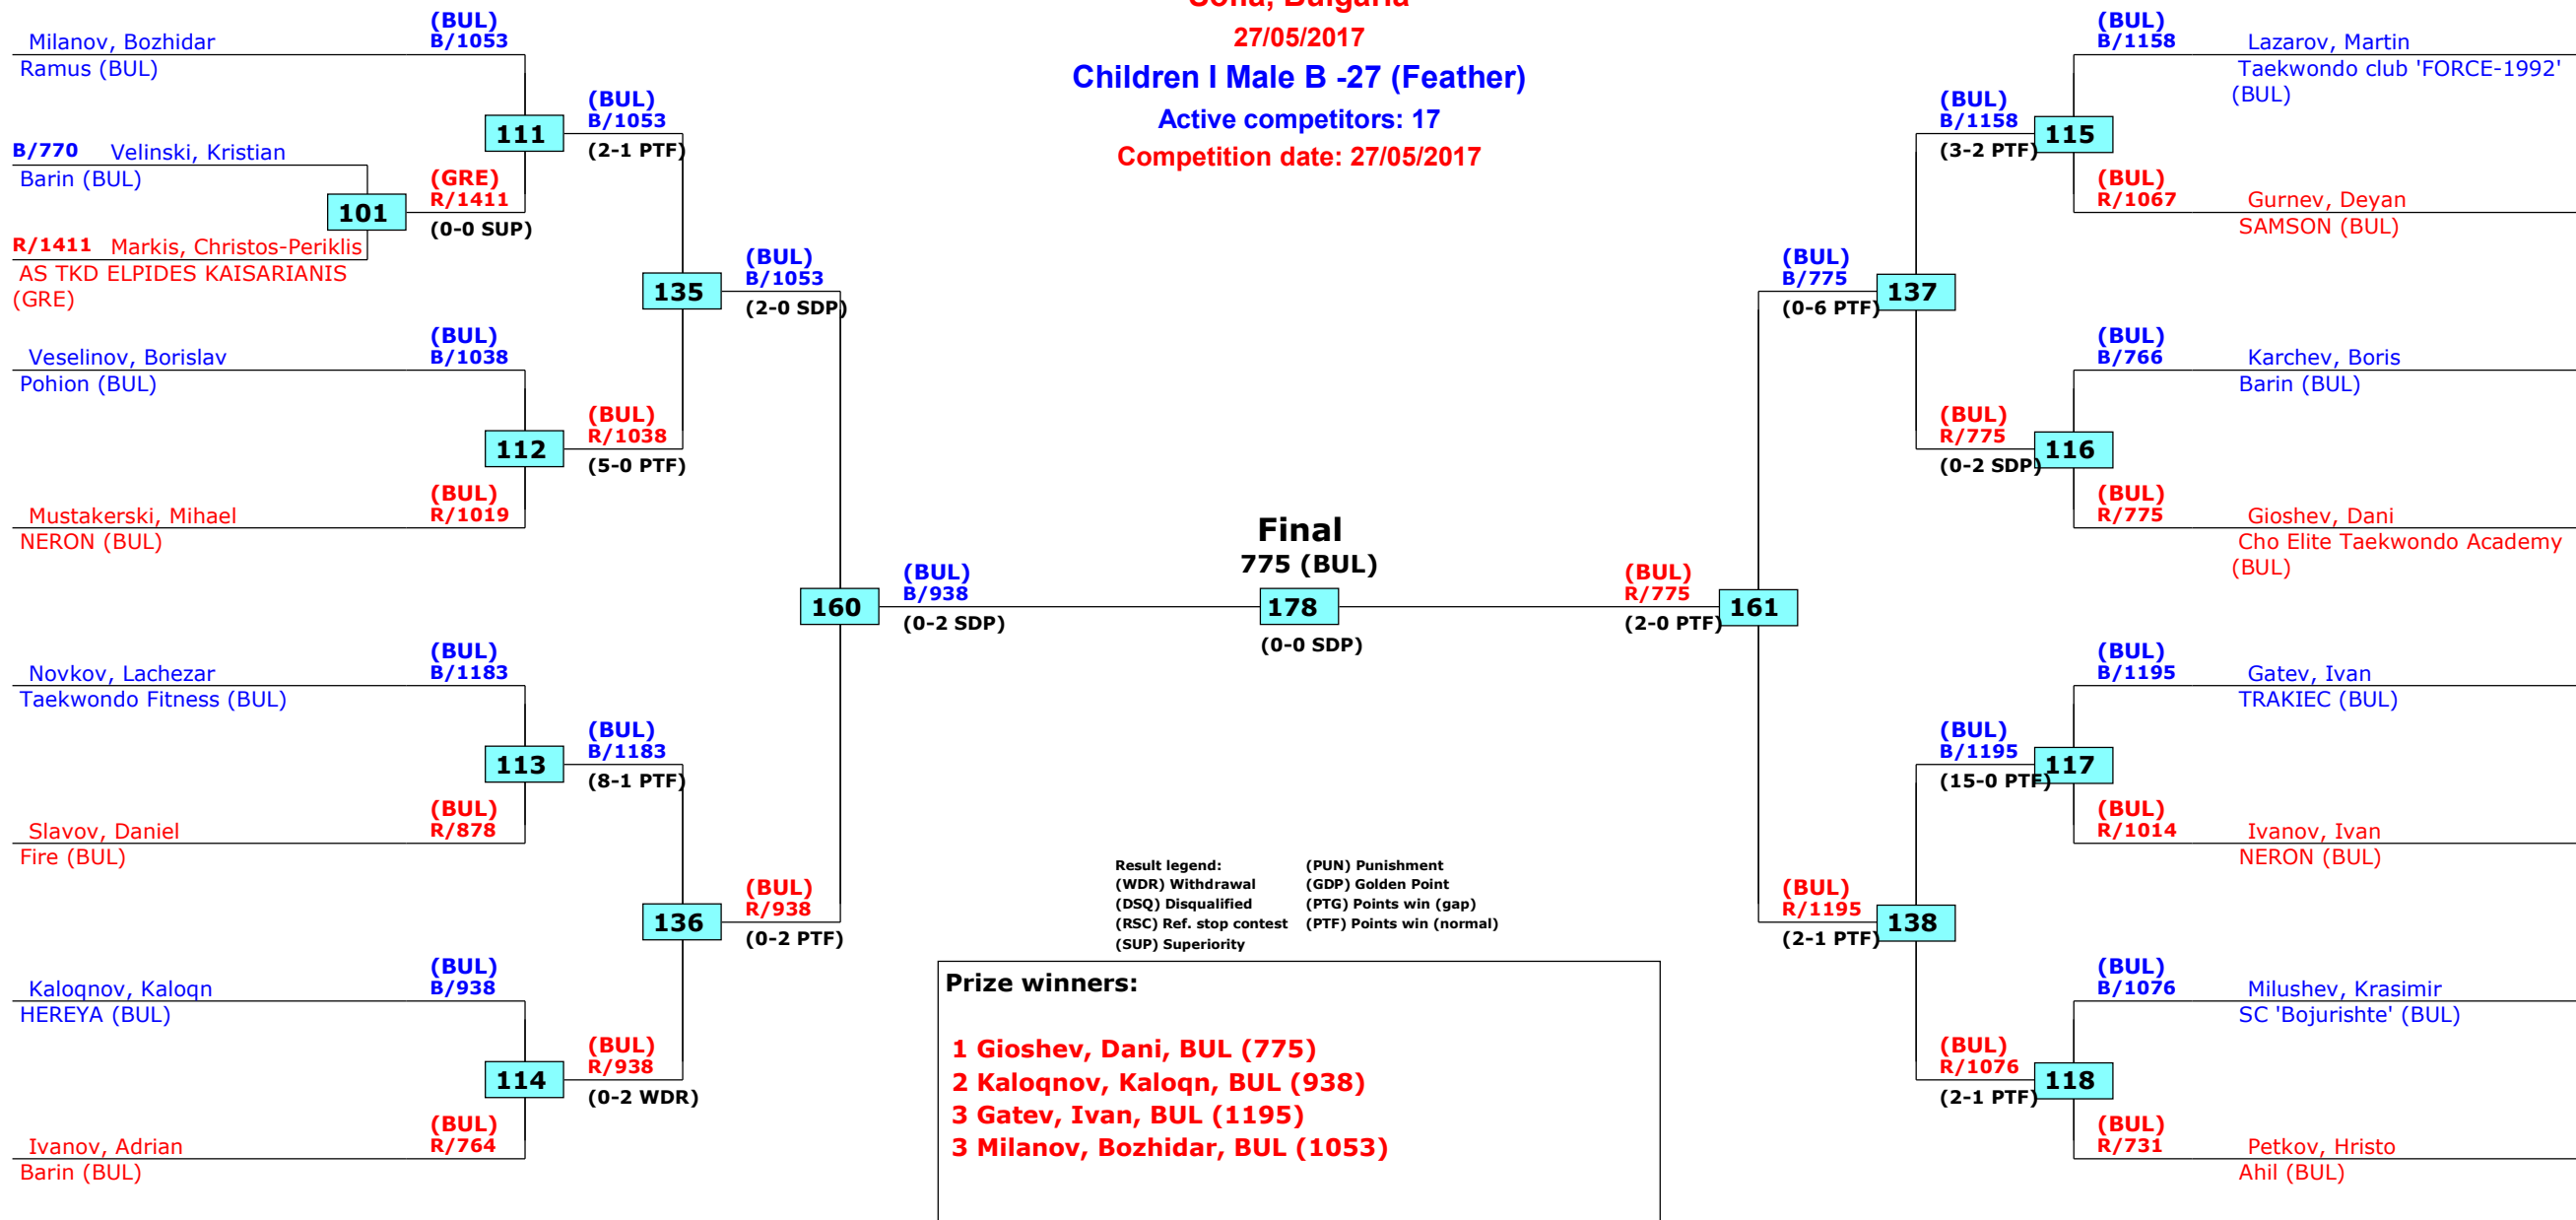 Sofia, Bulgaria
27/05/2017
Children I Male B -27 (Feather)
Active competitors: 17
Competition date: 27/05/2017
(BUL)
Milanov, Bozhidar B/1053
Ramus (BUL)
B/770 Velinski, Kristian
Barin (BUL)
101
(GRE)
R/1411
(0-0 SUP)
R/1411 Markis, Christos-Periklis
AS TKD ELPIDES KAISARIANIS
(GRE)
111
(BUL)
B/1053
(2-1 PTF)
(BUL)
Veselinov, Borislav B/1038
Pohion (BUL)
112
(BUL)
R/1038
(5-0 PTF)
(BUL)
Mustakerski, Mihael R/1019
NERON (BUL)
135
(BUL)
B/1053
(2-0 SDP)
(BUL)
Novkov, Lachezar B/1183
Taekwondo Fitness (BUL)
113
(BUL)
B/1183
(8-1 PTF)
(BUL)
Slavov, Daniel R/878
Fire (BUL)
136
(BUL)
R/938
(0-2 PTF)
(BUL)
Kaloqnov, Kaloqn B/938
HEREYA (BUL)
114
(BUL)
R/938
(0-2 WDR)
(BUL)
Ivanov, Adrian R/764
Barin (BUL)
160
(BUL)
B/938
(0-2 SDP)
Final
775 (BUL)
178
(0-0 SDP)
(BUL)
R/775
(2-0 PTF)
161
(BUL)
B/1158 Lazarov, Martin
Taekwondo club 'FORCE-1992'
(BUL)
(BUL)
B/1158
(3-2 PTF)
115
(BUL)
R/1067 Gurnev, Deyan
SAMSON (BUL)
(BUL)
B/775
(0-6 PTF)
137
(BUL)
B/766 Karchev, Boris
Barin (BUL)
(BUL)
R/775
(0-2 SDP)
116
(BUL)
R/775 Gioshev, Dani
Cho Elite Taekwondo Academy
(BUL)
(BUL)
B/1195 Gatev, Ivan
TRAKIEC (BUL)
(BUL)
B/1195
(15-0 PTF)
117
(BUL)
R/1014 Ivanov, Ivan
NERON (BUL)
(BUL)
R/1195
(2-1 PTF)
138
(BUL)
B/1076 Milushev, Krasimir
SC 'Bojurishte' (BUL)
(BUL)
R/1076
(2-1 PTF)
118
(BUL)
R/731 Petkov, Hristo
Ahil (BUL)
Result legend: (PUN) Punishment
(WDR) Withdrawal (GDP) Golden Point
(DSQ) Disqualified (PTG) Points win (gap)
(RSC) Ref. stop contest (PTF) Points win (normal)
(SUP) Superiority
Prize winners:
1 Gioshev, Dani, BUL (775)
2 Kaloqnov, Kaloqn, BUL (938)
3 Gatev, Ivan, BUL (1195)
3 Milanov, Bozhidar, BUL (1053)